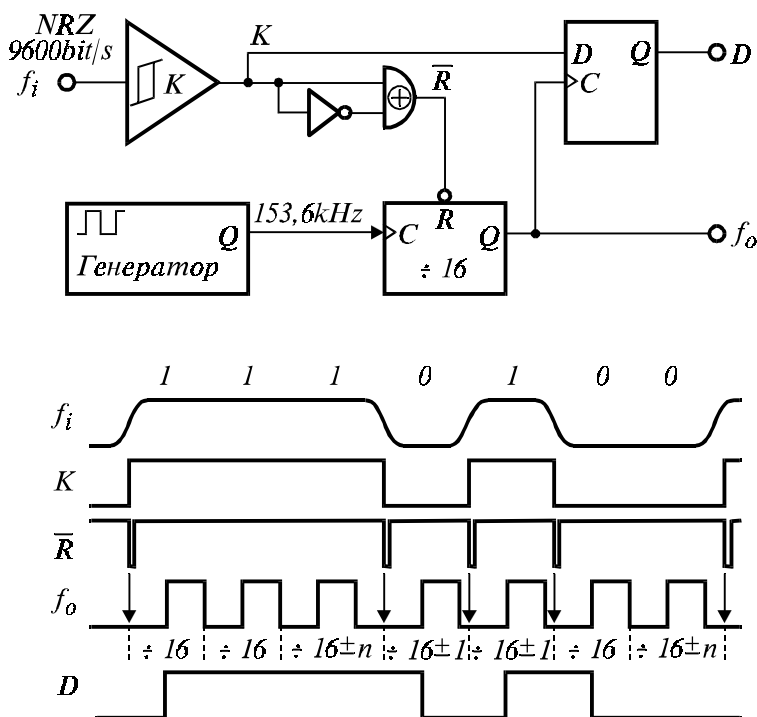 NRZ
9600bit/s
f_i
K
K
R̅
D
C
Q
D
Генератор
Q
153,6kHz
C
R
Q
÷ 16
f_o
1 1 1 0 1 0 0
f_i
K
R̅
f_o
÷ 16 ÷ 16 ÷ 16±n ÷ 16±1 ÷ 16±1 ÷ 16 ÷ 16±n
D